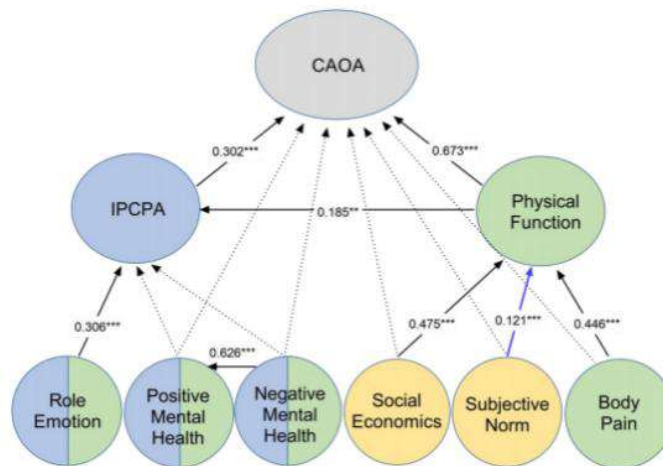 CAOA
0.302***
0.673***
IPCPA
Physical
Function
0.185**
0.306***
0.626***
0.475***
0.121***
0.446***
Role
Emotion
Positive
Mental
Health
Negative
Mental
Health
Social
Economics
Subjective
Norm
Body
Pain